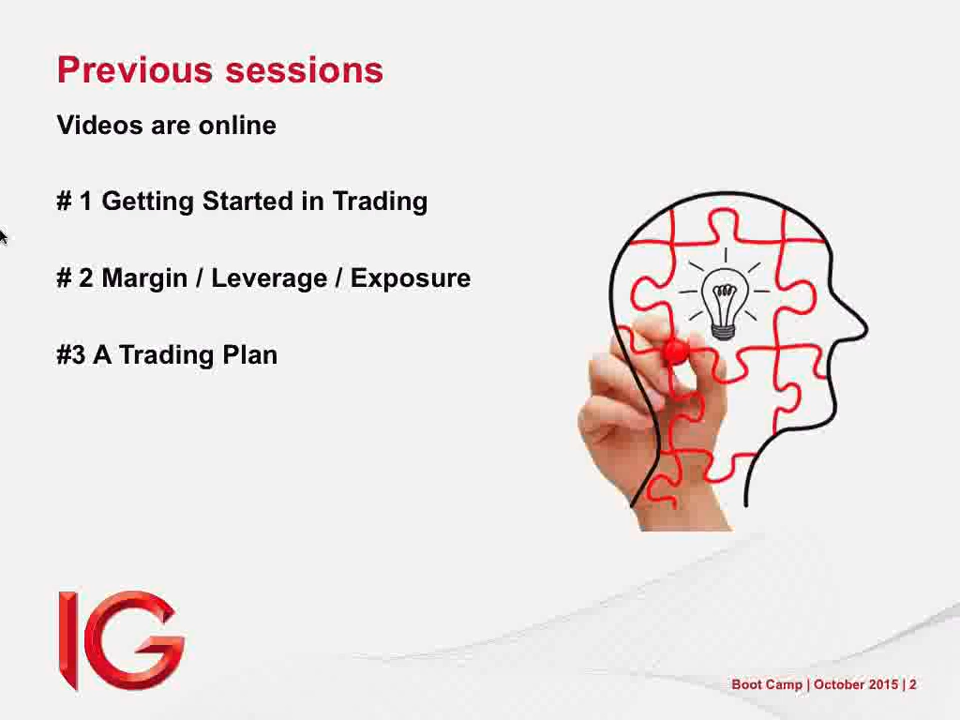 Previous sessions
Videos are online
# 1 Getting Started in Trading
# 2 Margin / Leverage / Exposure
#3 A Trading Plan
IG
Boot Camp | October 2015 | 2